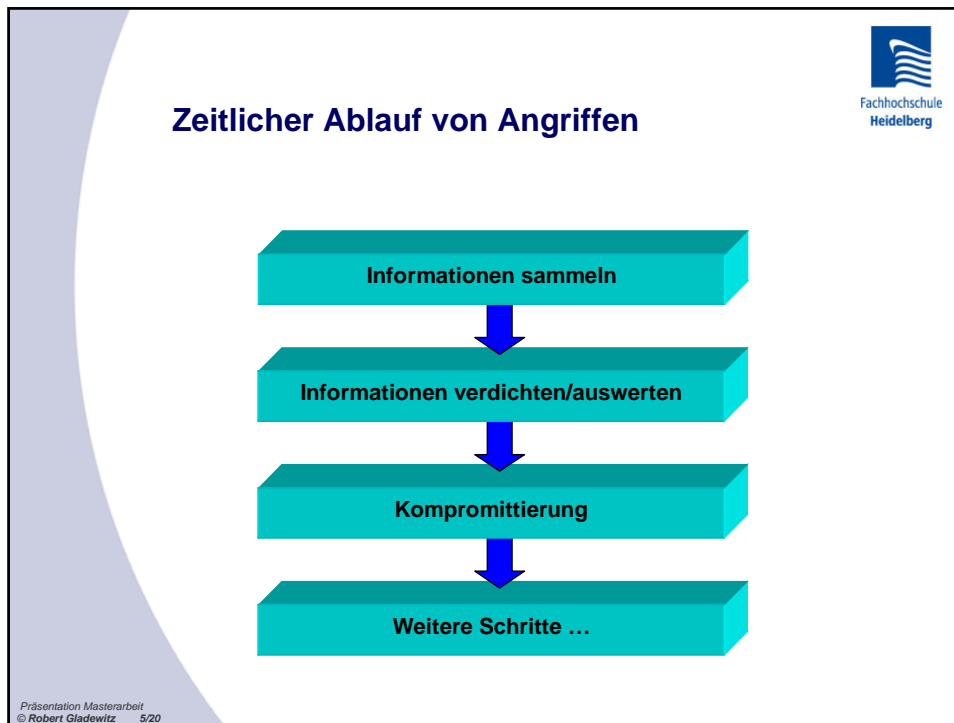 Fachhochschule
Heidelberg
Zeitlicher Ablauf von Angriffen
Informationen sammeln
Informationen verdichten/auswerten
Kompromittierung
Weitere Schritte …
Präsentation Masterarbeit
© Robert Gladewitz 5/20